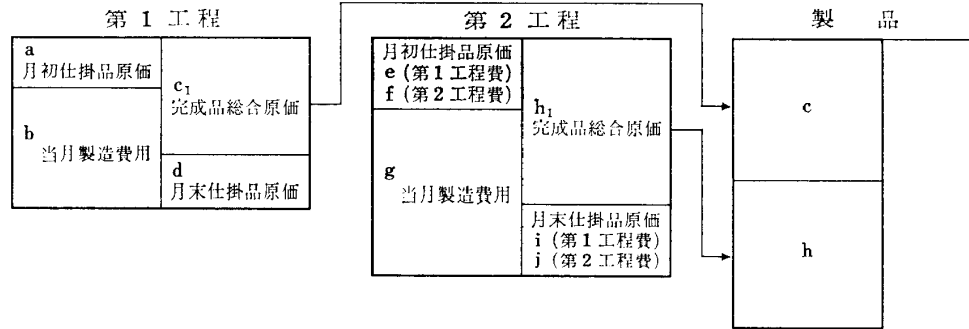 第1工程
a
月初仕掛品原価
b
当月製造費用
c₁
完成品総合原価
d
月末仕掛品原価
第2工程
月初仕掛品原価
e (第1工程費)
f (第2工程費)
g
当月製造費用
h₁
完成品総合原価
月末仕掛品原価
i (第1工程費)
j (第2工程費)
製品
c
h